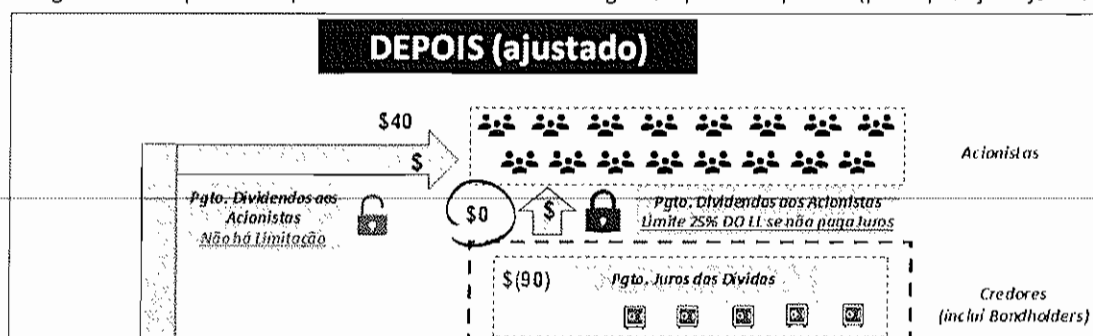 DEPOIS (ajustado)
$40
$
Acionistas
Pgto. Dividendos aos
Acionistas
Não há Limitação
$0
$
Pgto. Dividendos aos Acionistas
Limite 25% DO LL se não paga Juros
$(90)
Pgto. Juros das Dívidas
Credores
(inclui Bondholders)